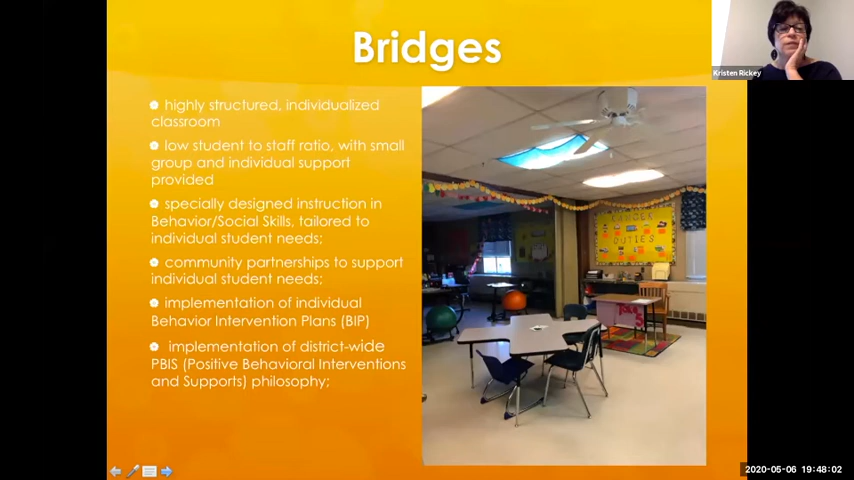 Bridges
highly structured, individualized
classroom
low student to staff ratio, with small
group and individual support
provided
specially designed instruction in
Behavior/Social Skills, tailored to
individual student needs;
community partnerships to support
individual student needs;
implementation of individual
Behavior Intervention Plans (BIP)
implementation of district-wide
PBIS (Positive Behavioral Interventions
and Supports) philosophy;
DUTIES
Kristen Rickey
2020-05-06 19:48:02